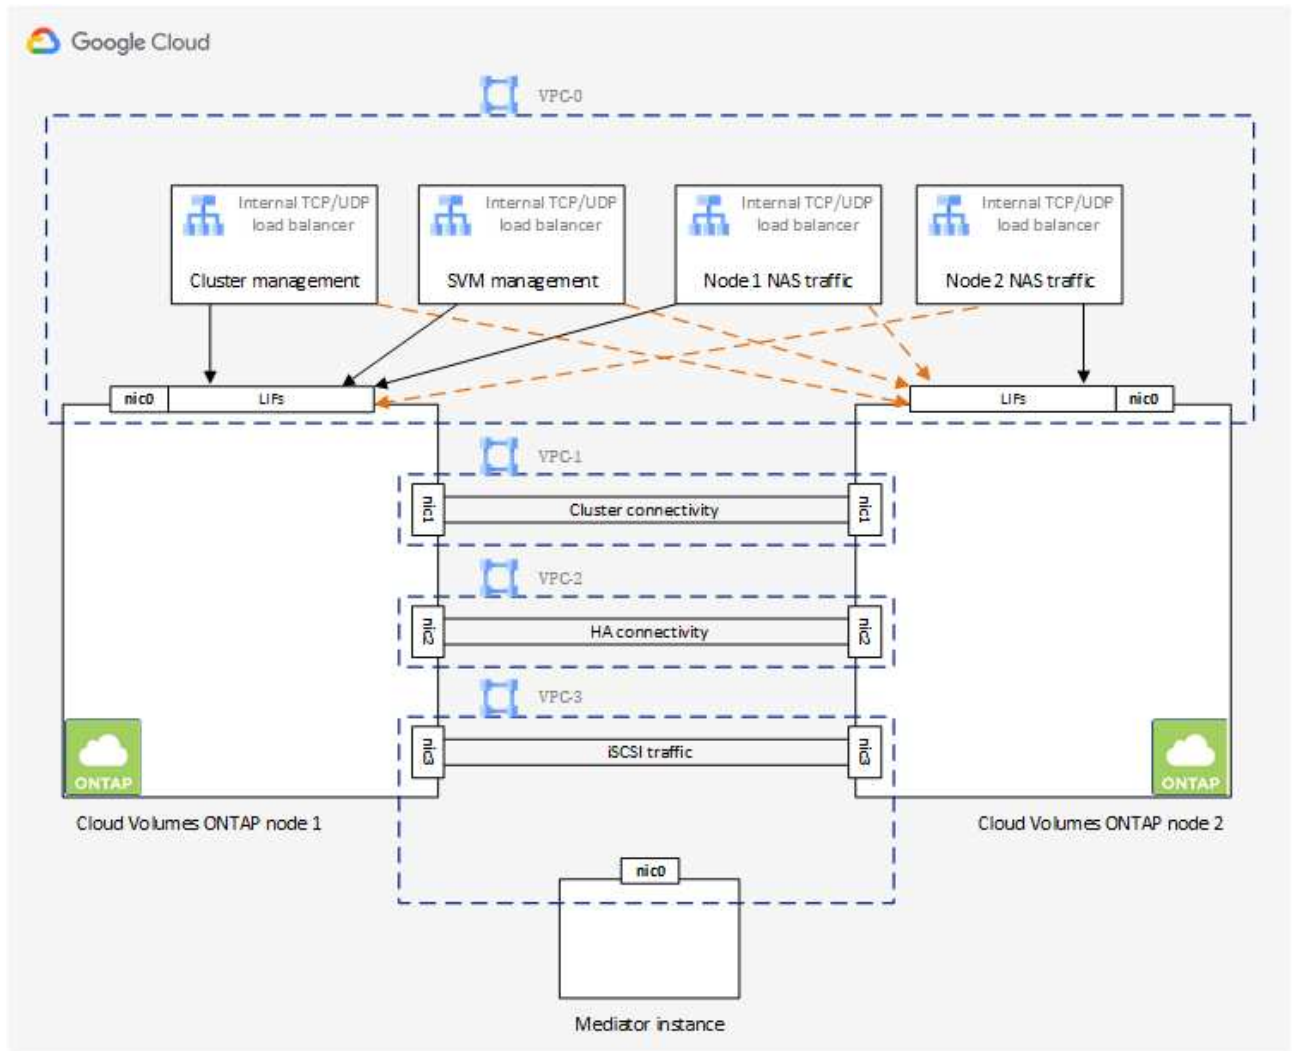 Google Cloud
VPC-0
Internal TCP/UDP
load balancer
Cluster management
Internal TCP/UDP
load balancer
SVM management
Internal TCP/UDP
load balancer
Node 1 NAS traffic
Internal TCP/UDP
load balancer
Node 2 NAS traffic
nic0
LIFs
LIFs
nic0
VPC-1
nic1
Cluster connectivity
nic1
VPC-2
nic2
HA connectivity
nic2
VPC-3
nic3
iSCSI traffic
nic3
ONTAP
ONTAP
Cloud Volumes ONTAP node 1
Cloud Volumes ONTAP node 2
nic0
Mediator instance